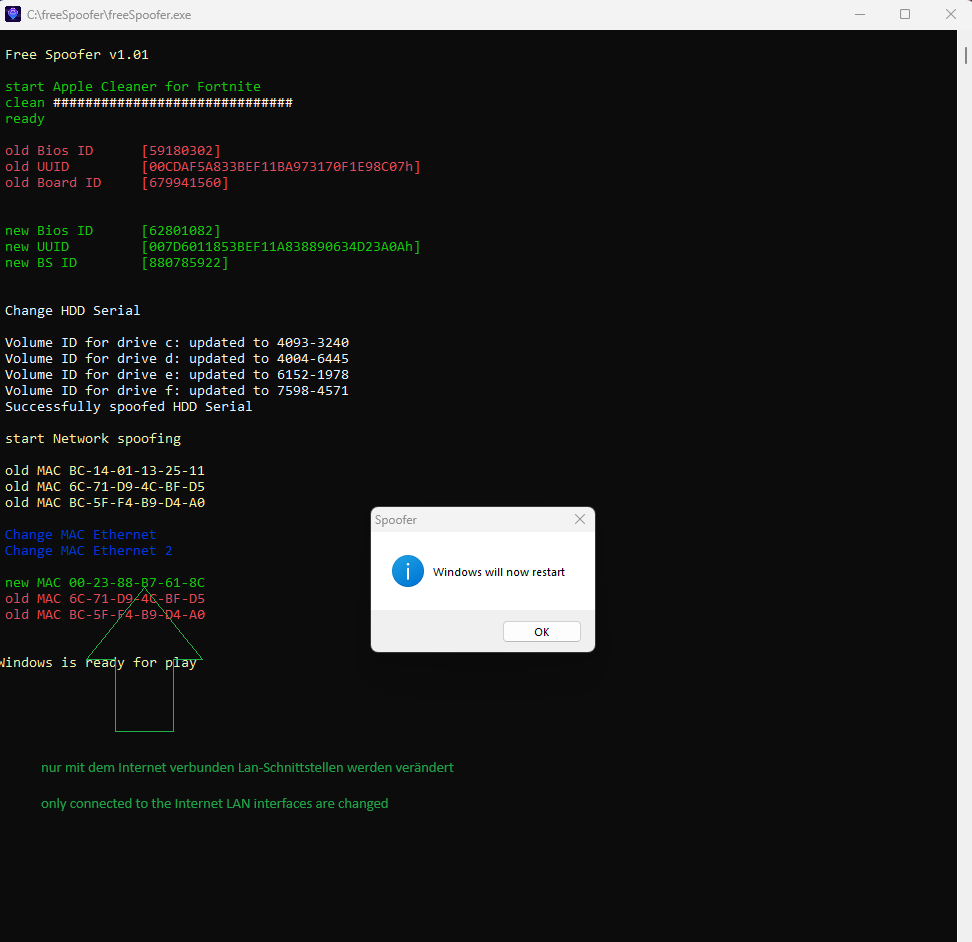 C:\freeSpoofer\freeSpoofer.exe
Free Spoofer v1.01
start Apple Cleaner for Fortnite
clean ##############################
ready
old Bios ID [59180302]
old UUID [00CDAF5A833BEF11BA973170F1E98C07h]
old Board ID [679941560]
new Bios ID [62801082]
new UUID [007D6011853BEF11A838890634D23A0Ah]
new BS ID [880785922]
Change HDD Serial
Volume ID for drive c: updated to 4093-3240
Volume ID for drive d: updated to 4004-6445
Volume ID for drive e: updated to 6152-1978
Volume ID for drive f: updated to 7598-4571
Successfully spoofed HDD Serial
start Network spoofing
old MAC BC-14-01-13-25-11
old MAC 6C-71-D9-4C-BF-D5
old MAC BC-5F-F4-B9-D4-A0
Change MAC Ethernet
Change MAC Ethernet 2
new MAC 00-23-88-B7-61-8C
old MAC 6C-71-D9-4C-BF-D5
old MAC BC-5F-F4-B9-D4-A0
Windows is ready for play
Spoofer
Windows will now restart
OK
nur mit dem Internet verbunden Lan-Schnittstellen werden verändert
only connected to the Internet LAN interfaces are changed